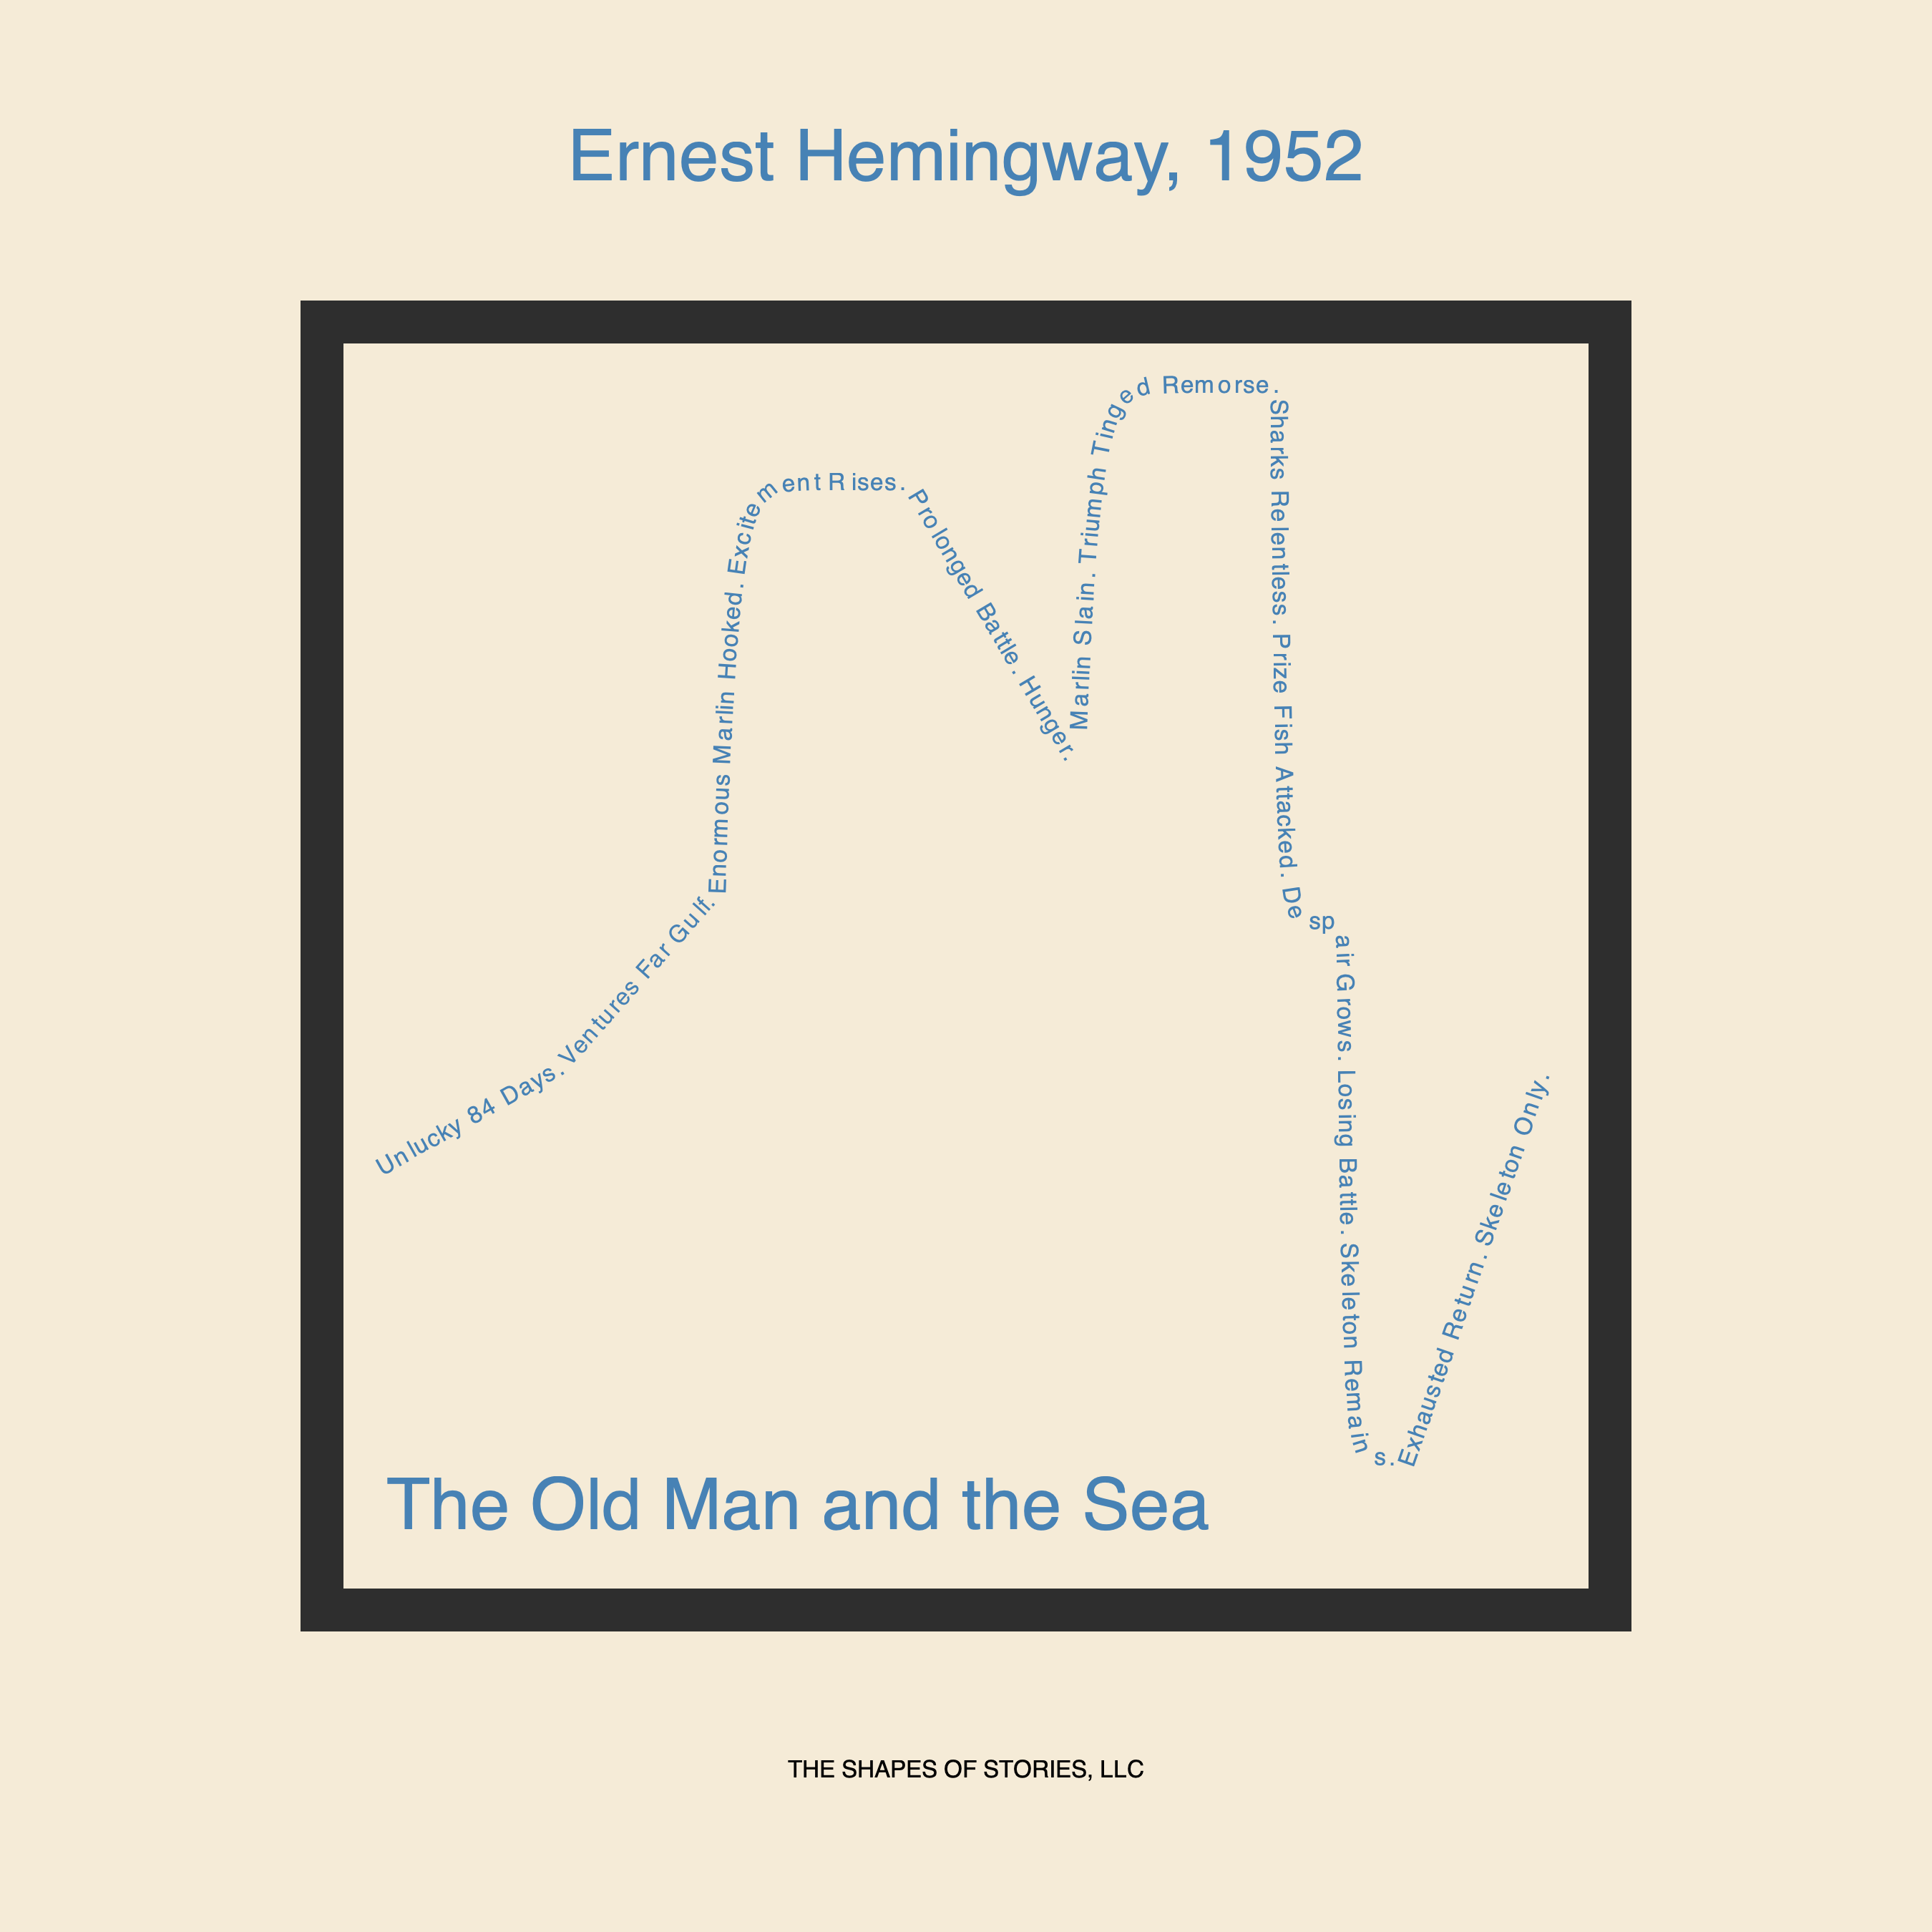 Ernest Hemingway, 1952
Unlucky 84 Days. Ventures Far Gulf. Enormous Marlin Hooked. Excitement Rises. Prolonged Battle. Hunger. Marlin Slain. Triumph Tinged Remorse. Sharks Relentless. Prize Fish Attacked. Despair Grows. Losing Battle. Skeleton Remains. Exhausted Return. Skeleton Only.
The Old Man and the Sea
THE SHAPES OF STORIES, LLC